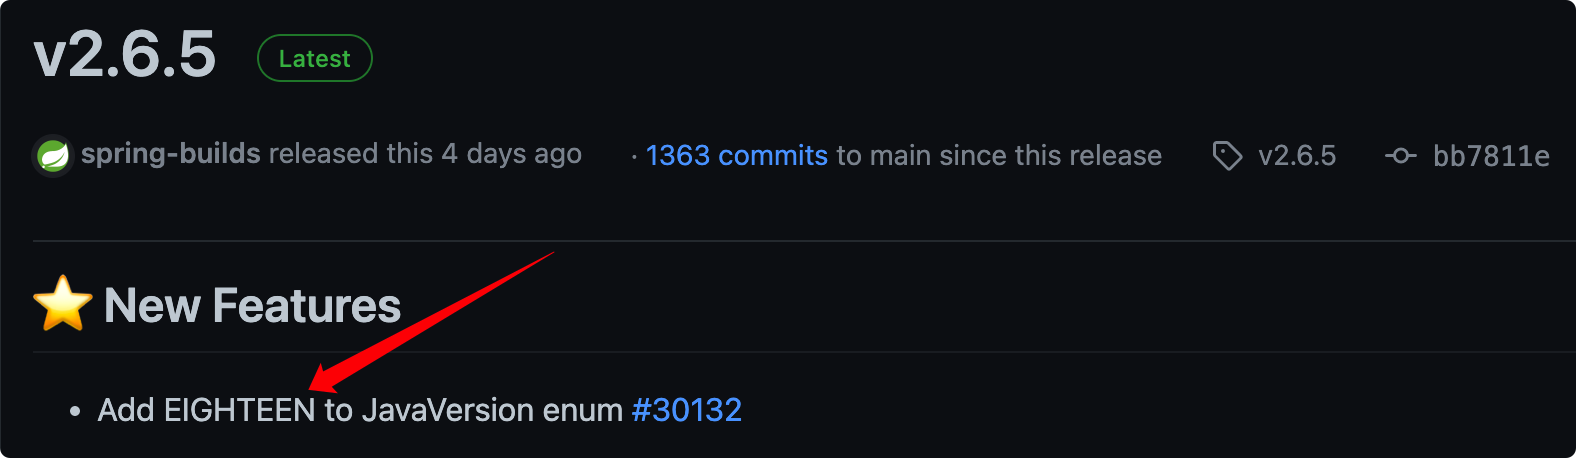 v2.6.5 Latest
spring-builds released this 4 days ago · 1363 commits to main since this release v2.6.5 bb7811e
New Features
• Add EIGHTEEN to JavaVersion enum #30132